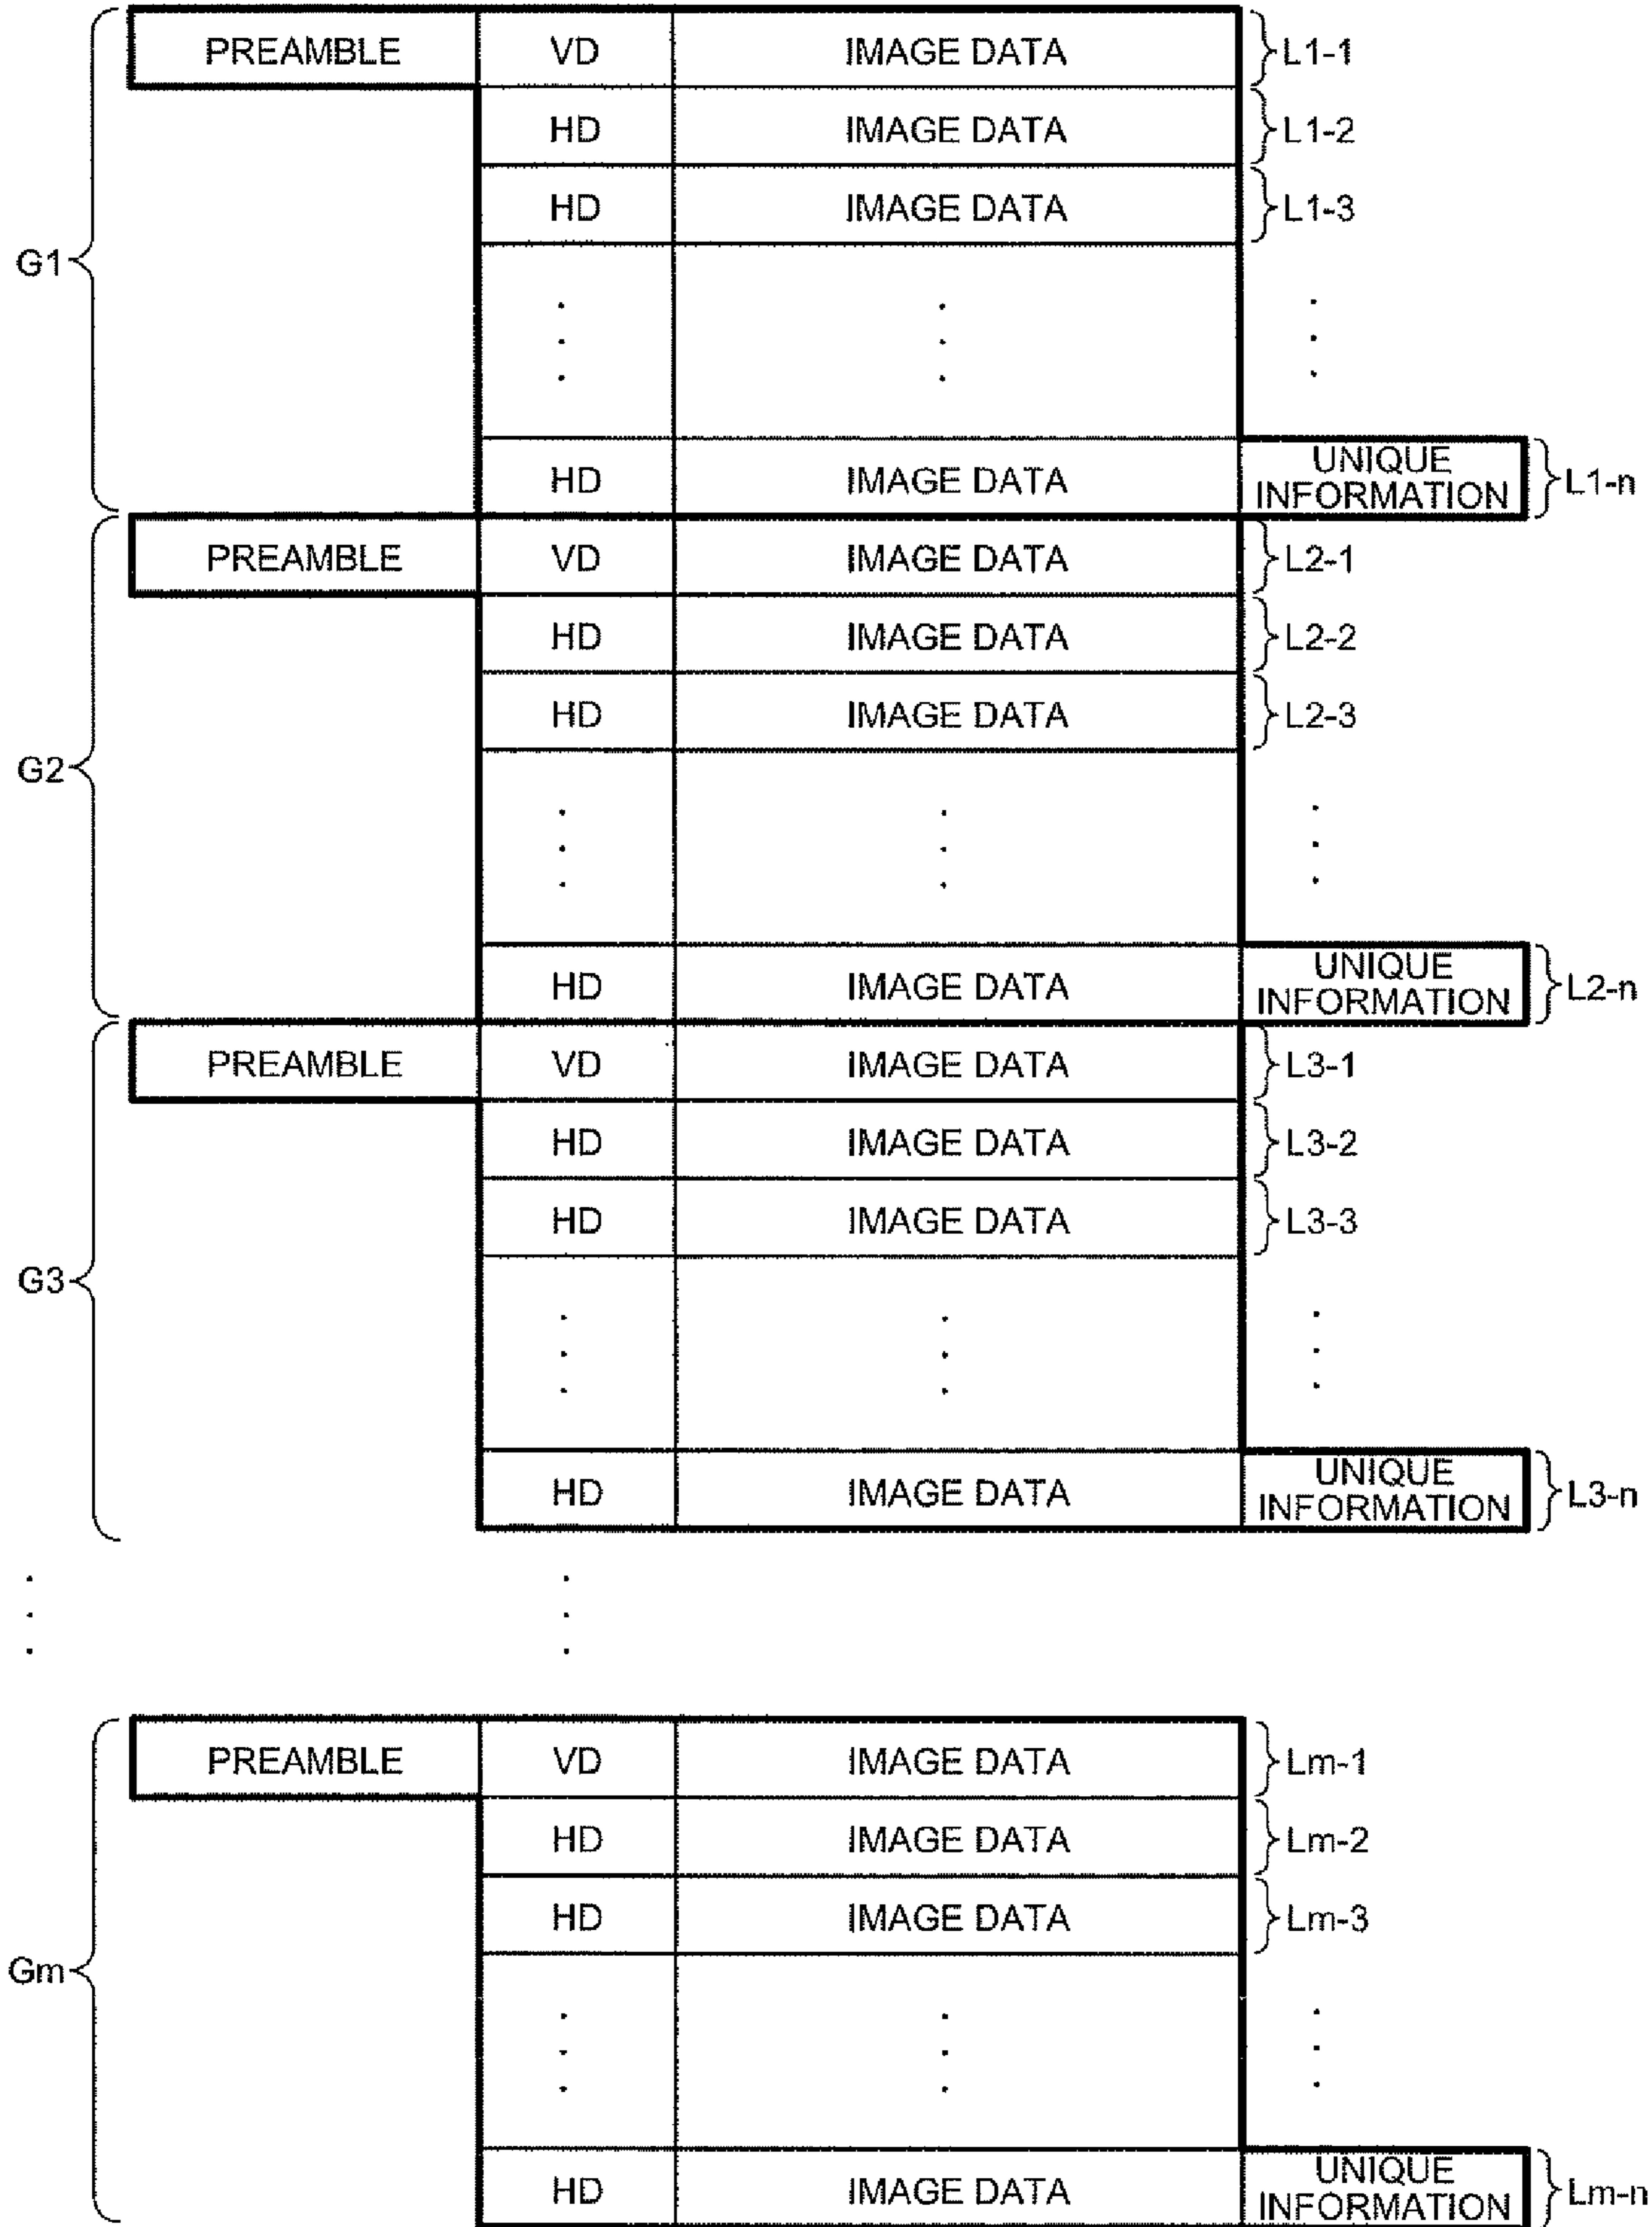 PREAMBLE VD IMAGE DATA L1-1
HD IMAGE DATA L1-2
HD IMAGE DATA L1-3
G1
HD IMAGE DATA UNIQUE INFORMATION L1-n
PREAMBLE VD IMAGE DATA L2-1
HD IMAGE DATA L2-2
HD IMAGE DATA L2-3
G2
HD IMAGE DATA UNIQUE INFORMATION L2-n
PREAMBLE VD IMAGE DATA L3-1
HD IMAGE DATA L3-2
HD IMAGE DATA L3-3
G3
HD IMAGE DATA UNIQUE INFORMATION L3-n
PREAMBLE VD IMAGE DATA Lm-1
HD IMAGE DATA Lm-2
HD IMAGE DATA Lm-3
Gm
HD IMAGE DATA UNIQUE INFORMATION Lm-n